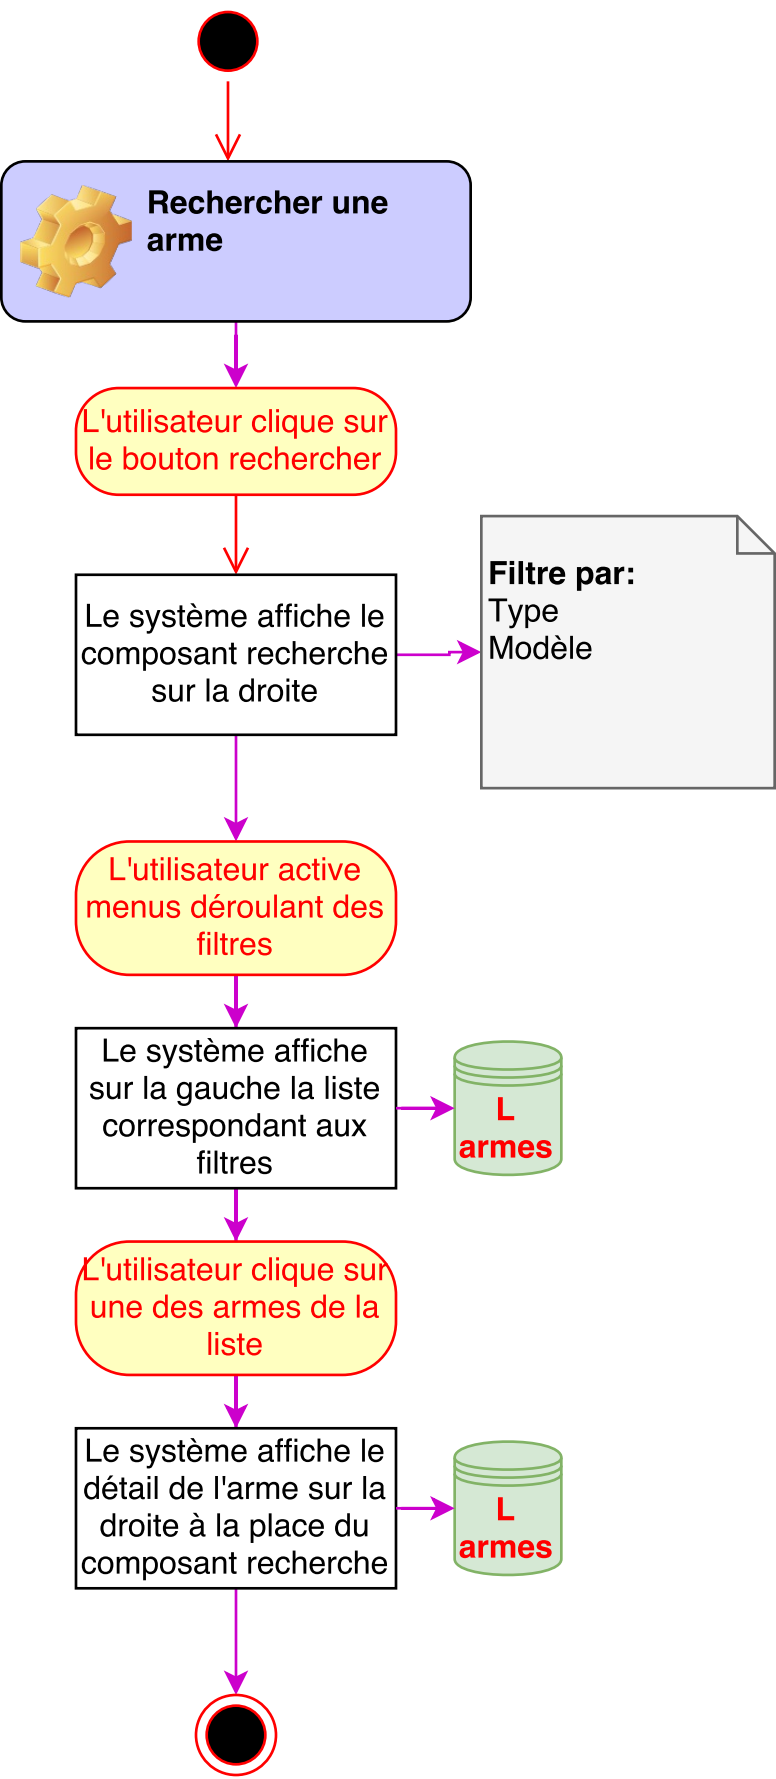 Rechercher une
arme
L'utilisateur clique sur
le bouton rechercher
Le système affiche le
composant recherche
sur la droite
Filtre par:
Type
Modèle
L'utilisateur active
menus déroulant des
filtres
Le système affiche
sur la gauche la liste
correspondant aux
filtres
L
armes
L'utilisateur clique sur
une des armes de la
liste
Le système affiche le
détail de l'arme sur la
droite à la place du
composant recherche
L
armes